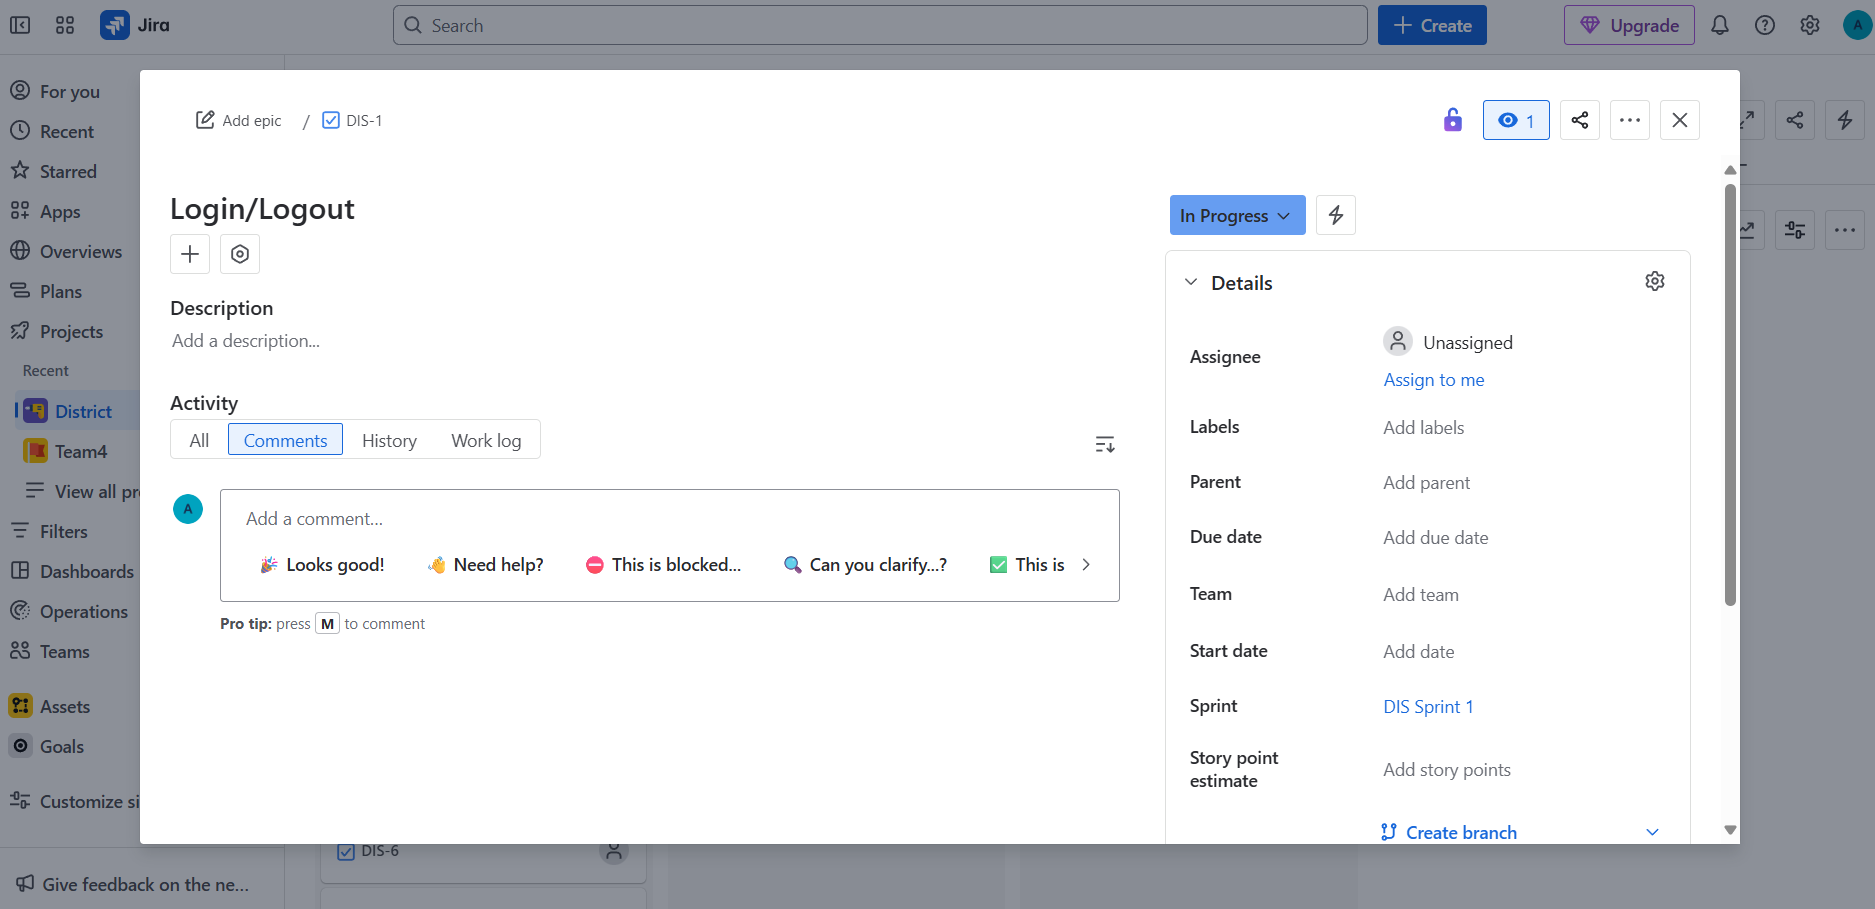 Jira
Search
Create
Upgrade
A
For you
Recent
Starred
Apps
Overviews
Plans
Projects
Recent
District
Team4
View all pr
Filters
Dashboards
Operations
Teams
Assets
Goals
Customize si
Give feedback on the ne...
Add epic / DIS-1
1
Login/Logout
Description
Add a description...
Activity
All Comments History Work log
A
Add a comment...
Looks good! Need help? This is blocked... Can you clarify...? This is
Pro tip: press M to comment
In Progress
Details
Assignee
Unassigned
Assign to me
Labels Add labels
Parent Add parent
Due date Add due date
Team Add team
Start date Add date
Sprint DIS Sprint 1
Story point estimate Add story points
Create branch
DIS-6